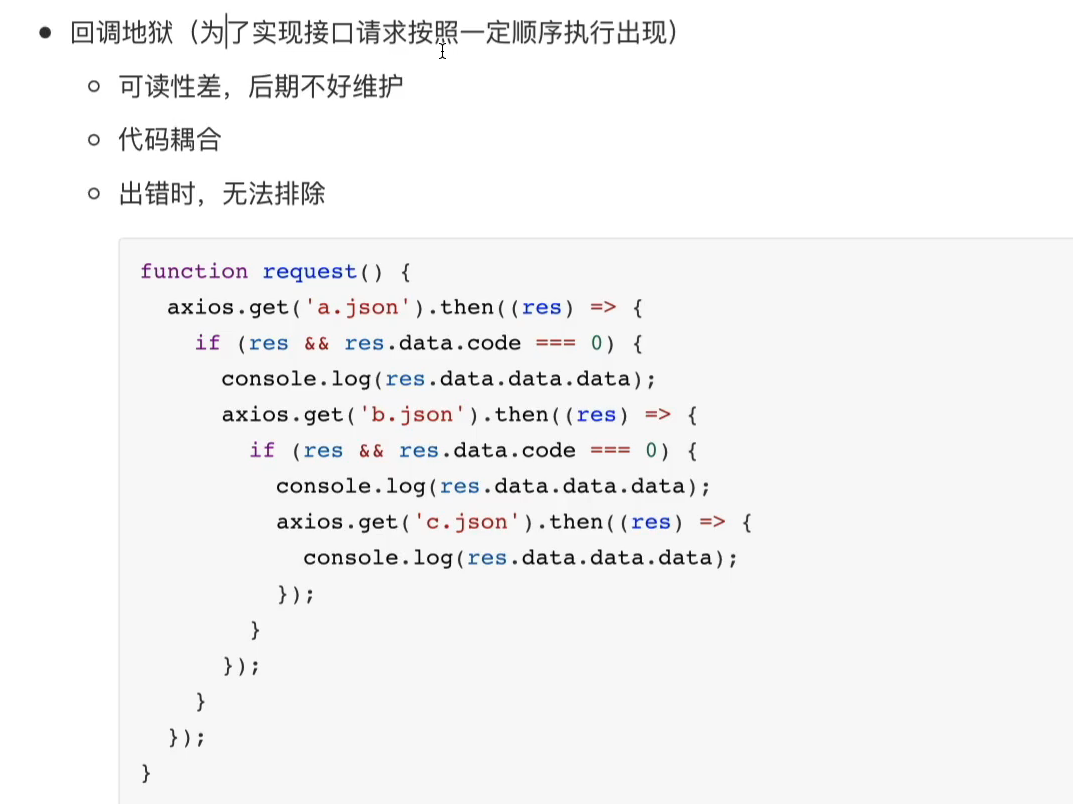 回调地狱（为了实现接口请求按照一定顺序执行出现）
可读性差，后期不好维护
代码耦合
出错时，无法排除
function request() {
  axios.get('a.json').then((res) => {
    if (res && res.data.code === 0) {
      console.log(res.data.data.data);
      axios.get('b.json').then((res) => {
        if (res && res.data.code === 0) {
          console.log(res.data.data.data);
          axios.get('c.json').then((res) => {
            console.log(res.data.data.data);
          });
        }
      });
    }
  });
}